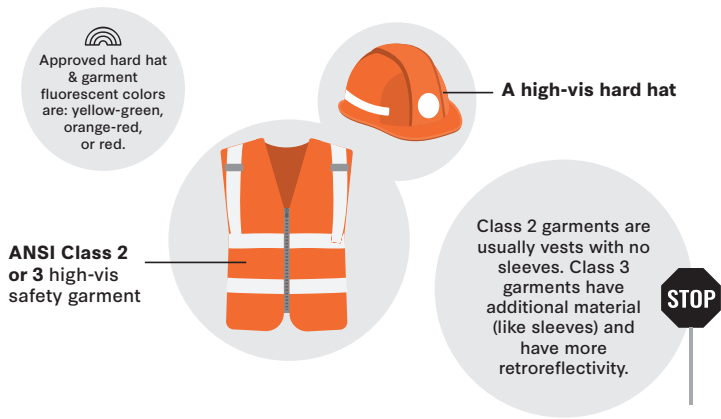 Approved hard hat
& garment
fluorescent colors
are: yellow-green,
orange-red,
or red.
A high-vis hard hat
ANSI Class 2
or 3 high-vis
safety garment
Class 2 garments are
usually vests with no
sleeves. Class 3
garments have
additional material
(like sleeves) and
have more
retroreflectivity.
STOP